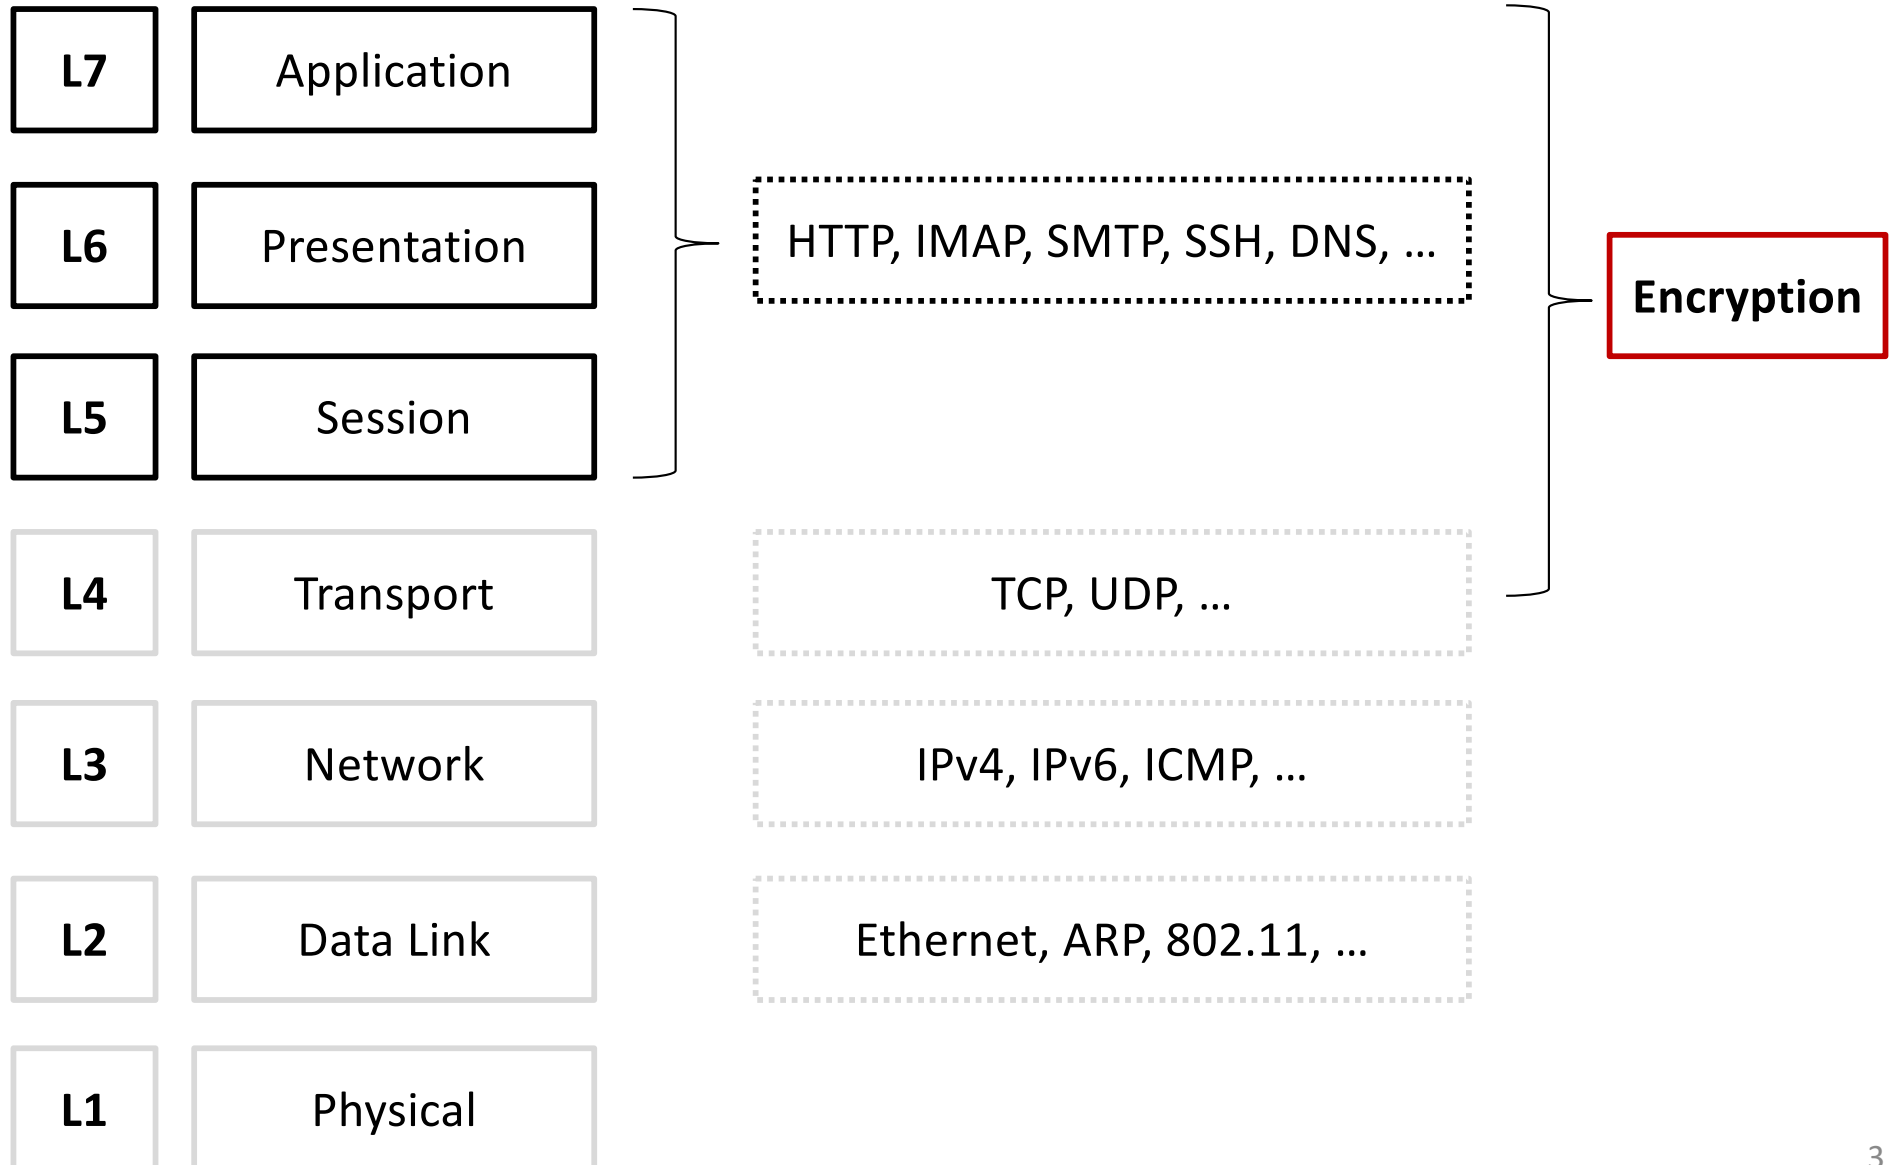 L7 Application
L6 Presentation HTTP, IMAP, SMTP, SSH, DNS, … Encryption
L5 Session
L4 Transport TCP, UDP, …
L3 Network IPv4, IPv6, ICMP, …
L2 Data Link Ethernet, ARP, 802.11, …
L1 Physical
3